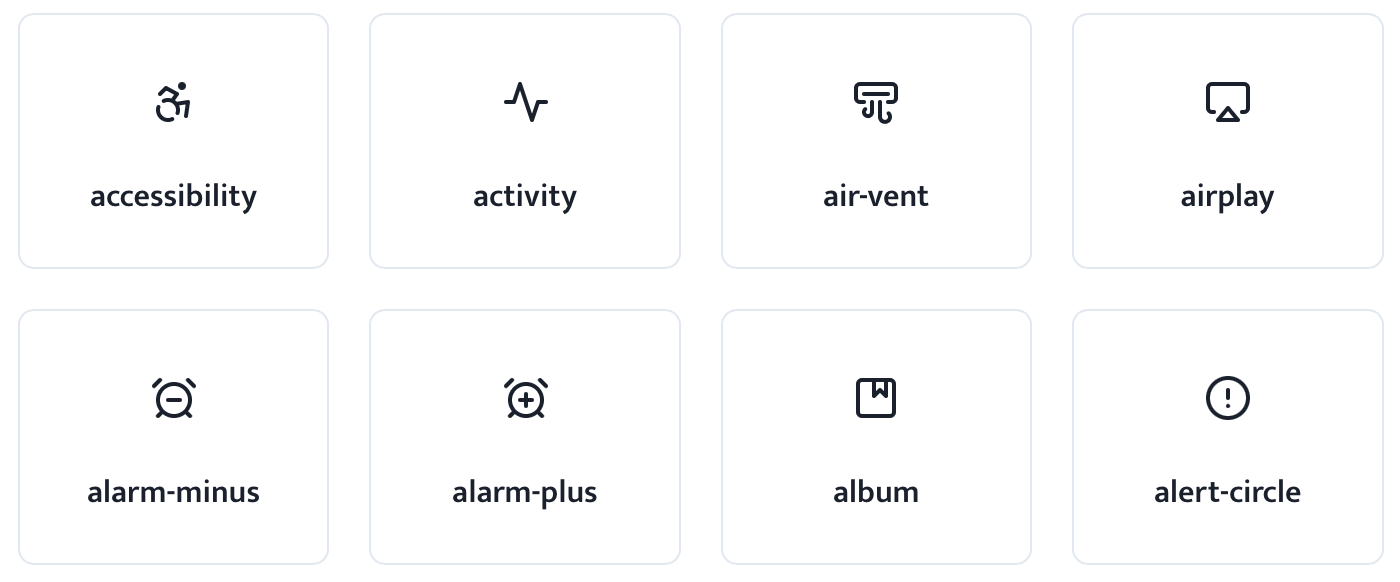 accessibility
activity
air-vent
airplay
alarm-minus
alarm-plus
album
alert-circle